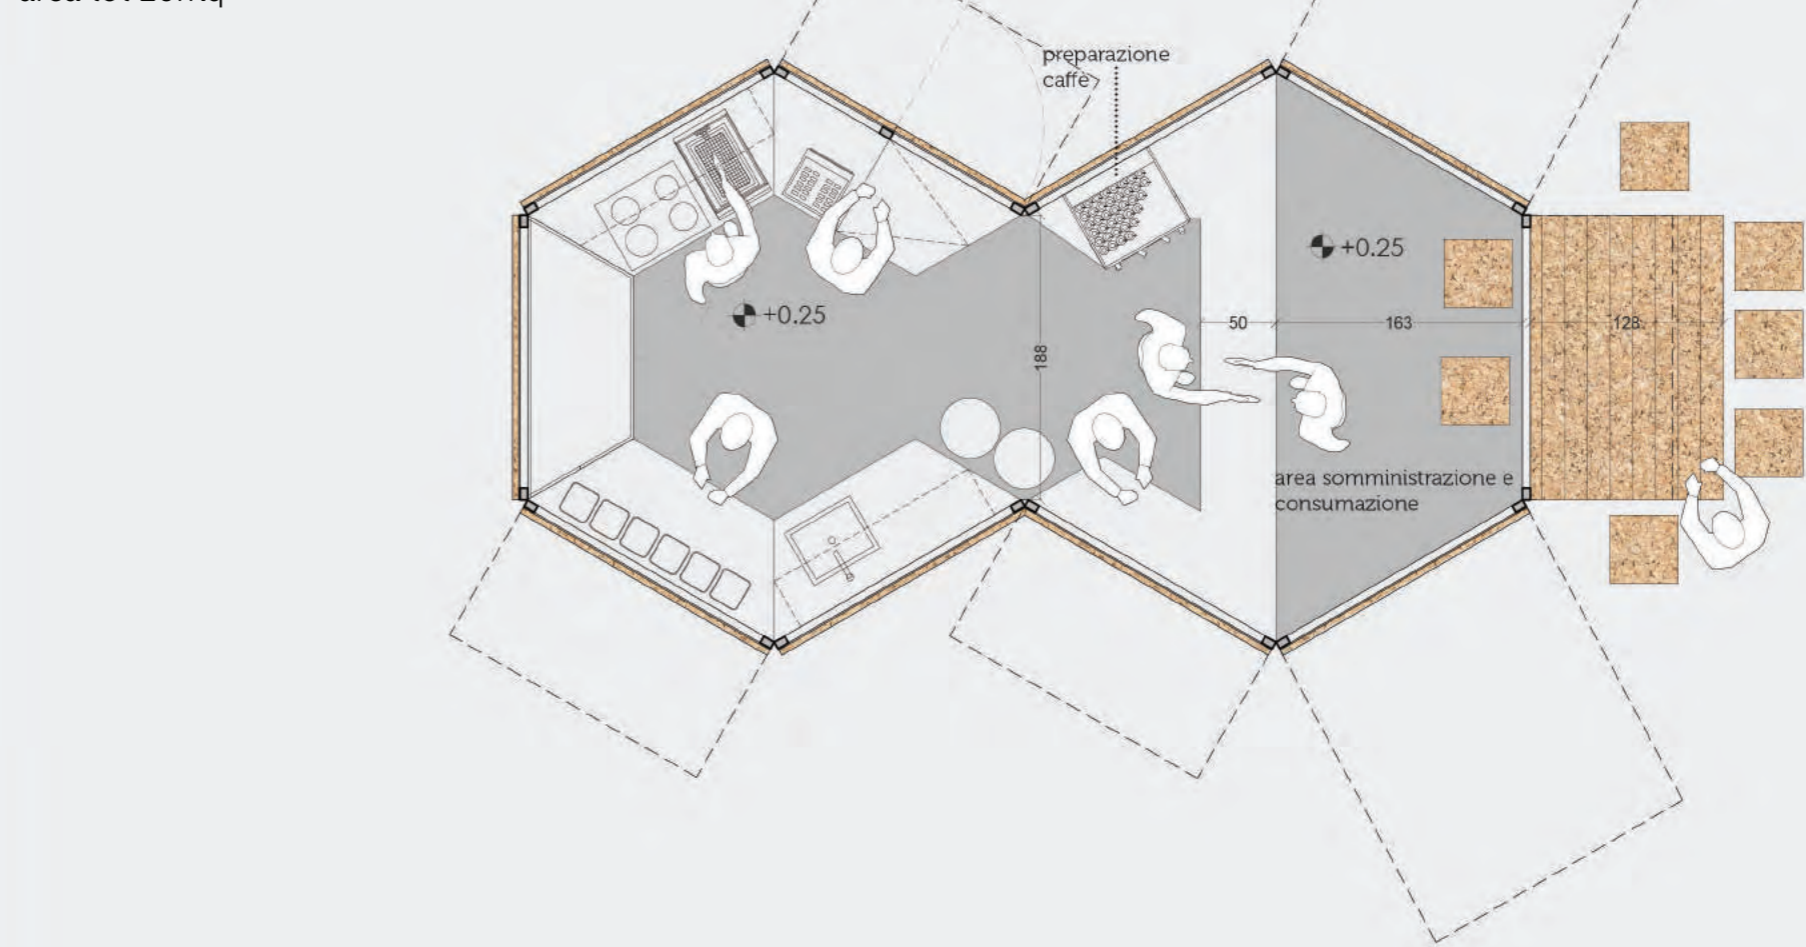 preparazione
caffè
+0.25
+0.25
50
163
128
188
area somministrazione e
consumazione